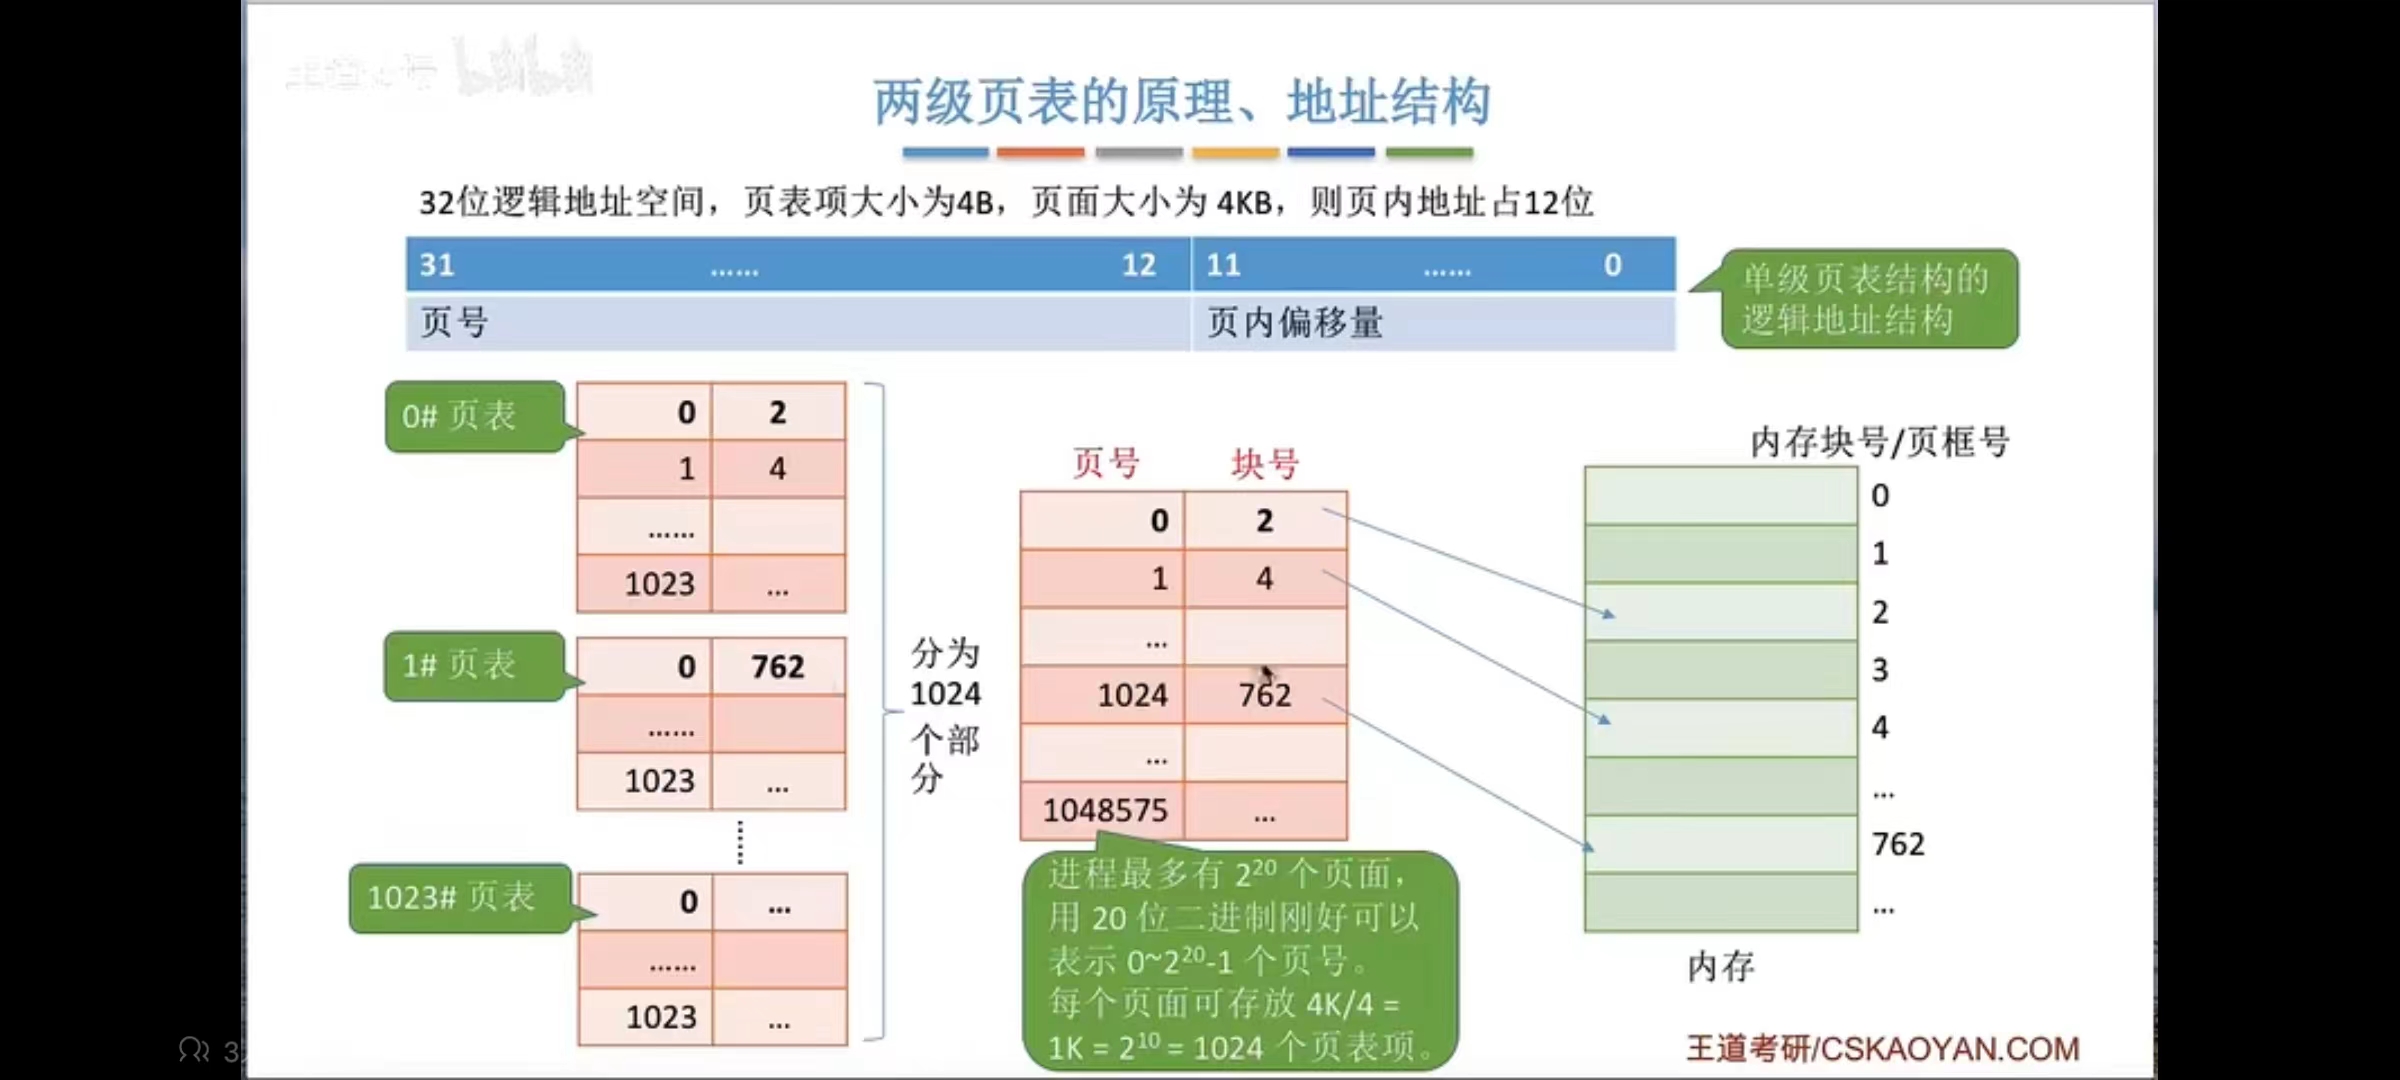 两级页表的原理、地址结构
32位逻辑地址空间，页表项大小为4B，页面大小为 4KB，则页内地址占12位
31 …… 12 11 …… 0
页号 页内偏移量
单级页表结构的
逻辑地址结构
0# 页表
0 2
1 4
……
1023 ...
1# 页表
0 762
……
1023 ...
1023# 页表
0 ...
……
1023 ...
分为
1024
个部
分
页号 块号
0 2
1 4
...
1024 762
...
1048575 ...
进程最多有 2²⁰ 个页面，
用 20 位二进制刚好可以
表示 0~2²⁰-1 个页号。
每个页面可存放 4K/4 =
1K = 2¹⁰ = 1024 个页表项。
内存块号/页框号
0
1
2
3
4
...
762
...
内存
王道考研/CSKAOYAN.COM